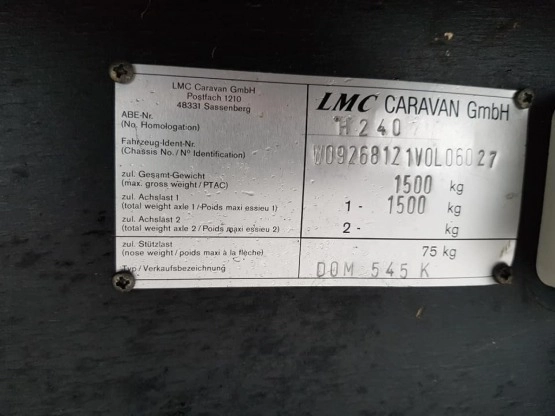 LMC Caravan GmbH
Postfach 1210
48331 Sassenberg
LMC CARAVAN GmbH
ABE-Nr.
(No. Homologation)
Fahrzeug-Ident-Nr.
(Chassis No./N° Identification)
W09268121V0L06027
zul. Gesamt-Gewicht
(max. gross weight/PTAC)
1500 kg
zul. Achslast 1
(total weight axle 1/Poids maxi essieu 1)
1- 1500 kg
zul. Achslast 2
(total weight axle 2/Poids maxi essieu 2)
2- kg
zul. Stützlast
(nose weight/poids maxi à la flèche)
75 kg
Typ/Verkaufsbezeichnung
DOM 545 K